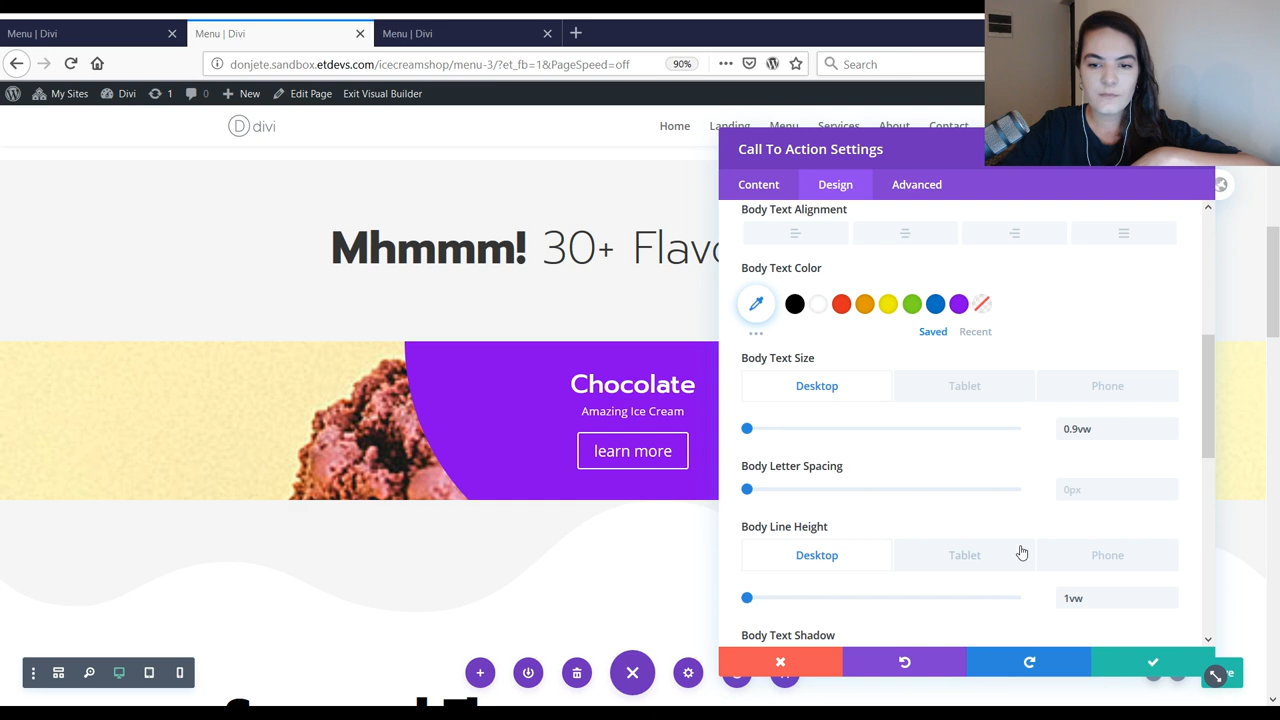 Menu | Divi
Menu | Divi
Menu | Divi
donjete.sandbox.etdevs.com/icecreamshop/menu-3/?et_fb=1&PageSpeed=off
90%
Search
My Sites
Divi
1
0
New
Edit Page
Exit Visual Builder
D divi
Home
Landing
Menu
Services
About
Contact
Call To Action Settings
Content
Design
Advanced
Body Text Alignment
Mhmmm! 30+ Flavo
Body Text Color
Saved
Recent
Body Text Size
Desktop
Tablet
Phone
0.9vw
Chocolate
Amazing Ice Cream
learn more
Body Letter Spacing
0px
Body Line Height
Desktop
Tablet
Phone
1vw
Body Text Shadow